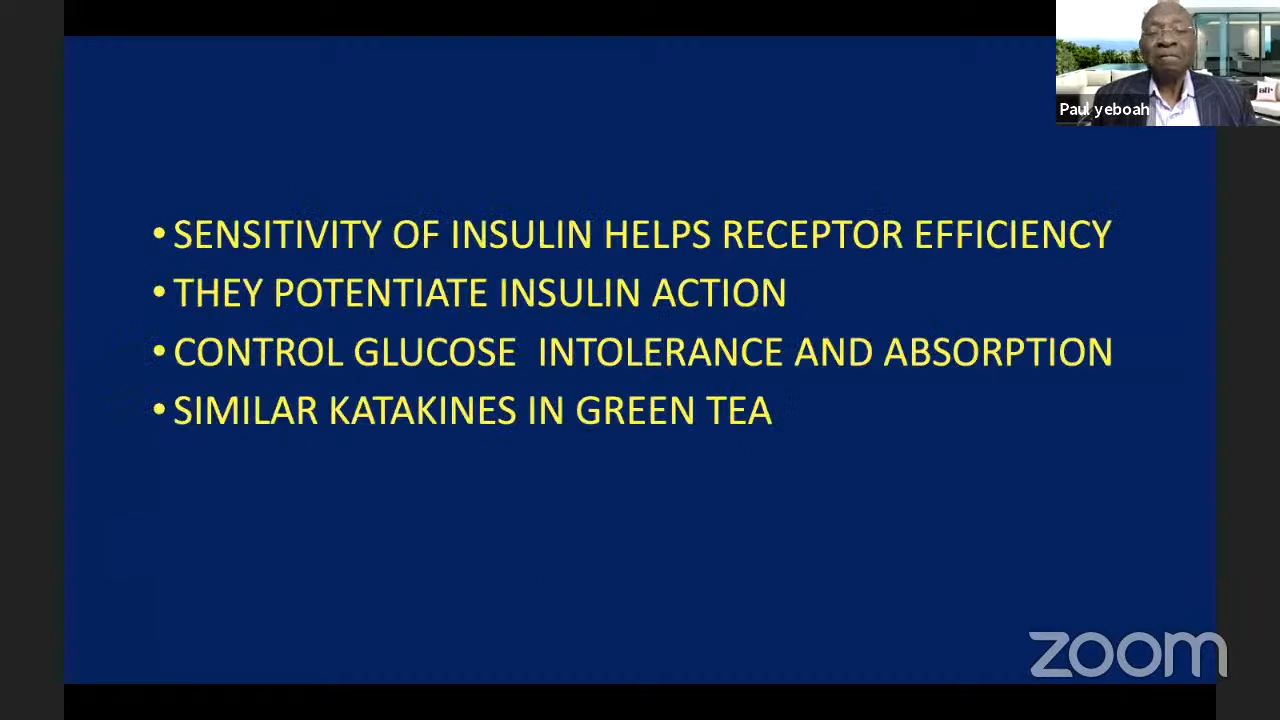 Paul yeboah
• SENSITIVITY OF INSULIN HELPS RECEPTOR EFFICIENCY
• THEY POTENTIATE INSULIN ACTION
• CONTROL GLUCOSE  INTOLERANCE AND ABSORPTION
• SIMILAR KATAKINES IN GREEN TEA
zoom